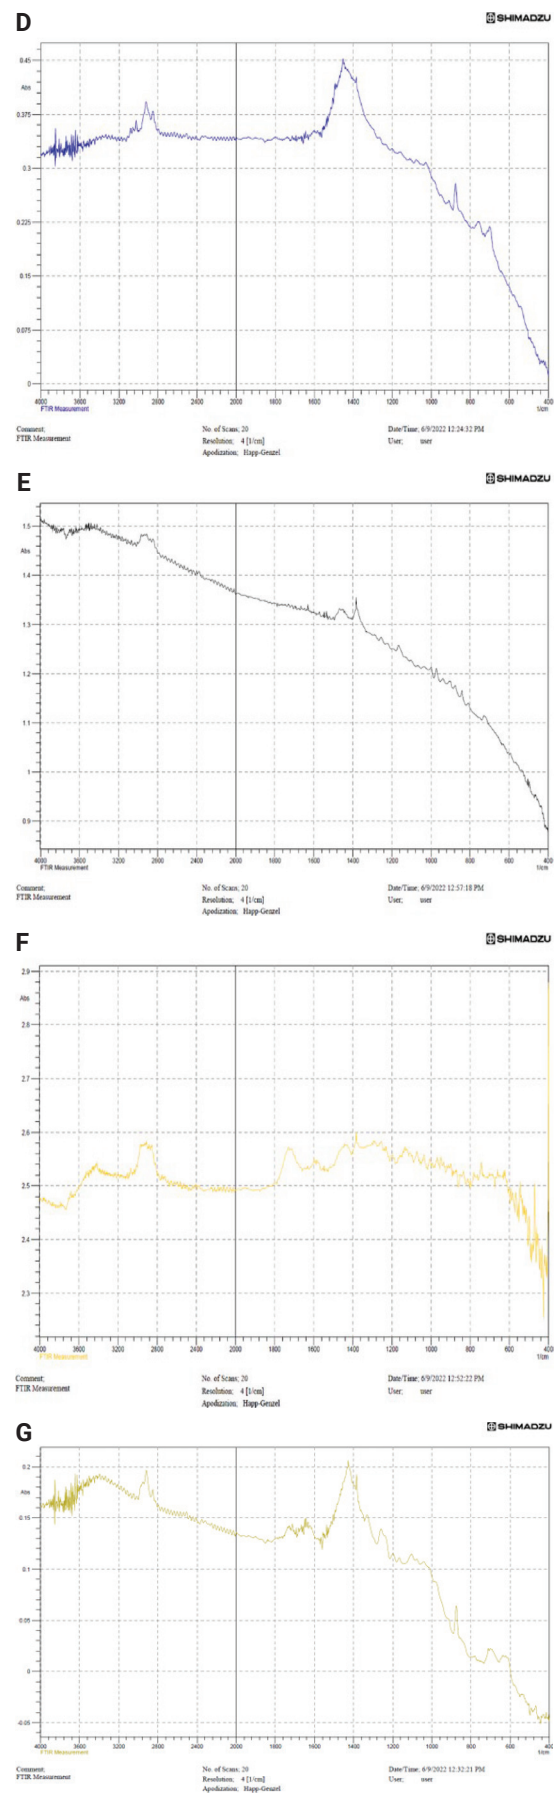 D
SHIMADZU
0.45
Abs
0.375
0.3
0.225
0.15
0.075
0
4000 3600 3200 2800 2400 2000 1800 1600 1400 1200 1000 800 600 400
FTIR Measurement 1/cm
Comment; No. of Scans; 20 Date/Time; 6/9/2022 12:24:32 PM
FTIR Measurement Resolution; 4 [1/cm] User; user
Apodization; Happ-Genzel
E
SHIMADZU
1.5
Abs
1.4
1.3
1.2
1.1
1
0.9
4000 3600 3200 2800 2400 2000 1800 1600 1400 1200 1000 800 600 400
FTIR Measurement 1/cm
Comment; No. of Scans; 20 Date/Time; 6/9/2022 12:57:18 PM
FTIR Measurement Resolution; 4 [1/cm] User; user
Apodization; Happ-Genzel
F
SHIMADZU
2.9
Abs
2.8
2.7
2.6
2.5
2.4
2.3
4000 3600 3200 2800 2400 2000 1800 1600 1400 1200 1000 800 600 400
FTIR Measurement 1/cm
Comment; No. of Scans; 20 Date/Time; 6/9/2022 12:52:22 PM
FTIR Measurement Resolution; 4 [1/cm] User; user
Apodization; Happ-Genzel
G
SHIMADZU
0.2
Abs
0.15
0.1
0.05
0
-0.05
4000 3600 3200 2800 2400 2000 1800 1600 1400 1200 1000 800 600 400
FTIR Measurement 1/cm
Comment; No. of Scans; 20 Date/Time; 6/9/2022 12:32:21 PM
FTIR Measurement Resolution; 4 [1/cm] User; user
Apodization; Happ-Genzel